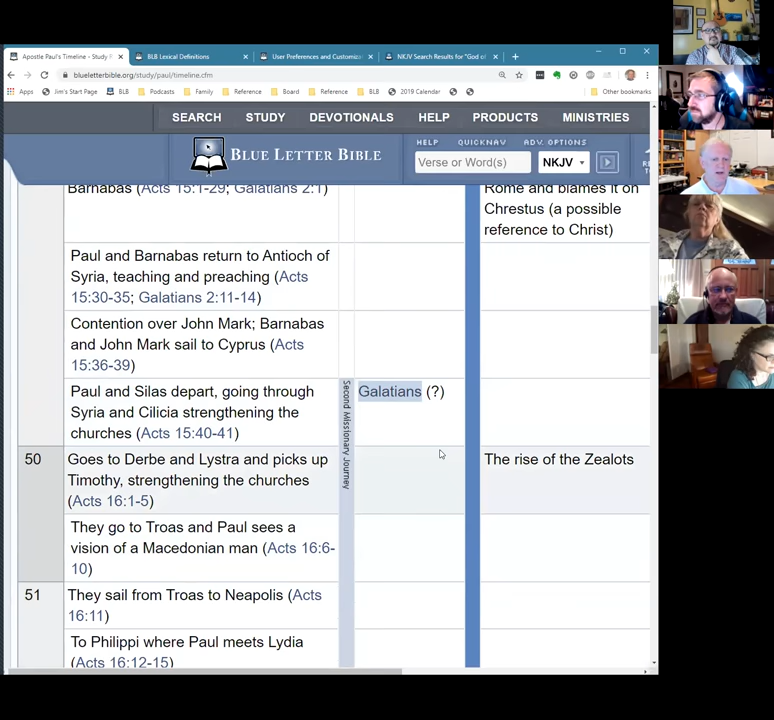 Apostle Paul's Timeline - Study F
BLB Lexical Definitions
User Preferences and Customiz
NKJV Search Results for "God of
blueletterbible.org/study/paul/timeline.cfm
Apps
Jim's Start Page
BLB
Podcasts
Family
Reference
Board
Reference
BLB
2019 Calendar
Other bookmarks
SEARCH STUDY DEVOTIONALS HELP PRODUCTS MINISTRIES
HELP QUICKNAV ADV. OPTIONS
BLUE LETTER BIBLE
Verse or Word(s)
NKJV
Barnabas (Acts 15:1-29; Galatians 2:1)
Rome and blames it on
Chrestus (a possible
reference to Christ)
Paul and Barnabas return to Antioch of
Syria, teaching and preaching (Acts
15:30-35; Galatians 2:11-14)
Contention over John Mark; Barnabas
and John Mark sail to Cyprus (Acts
15:36-39)
Paul and Silas depart, going through
Syria and Cilicia strengthening the
churches (Acts 15:40-41)
Second Missionary Journey
Galatians (?)
50
Goes to Derbe and Lystra and picks up
Timothy, strengthening the churches
(Acts 16:1-5)
The rise of the Zealots
They go to Troas and Paul sees a
vision of a Macedonian man (Acts 16:6-
10)
51
They sail from Troas to Neapolis (Acts
16:11)
To Philippi where Paul meets Lydia
(Acts 16:12-15)